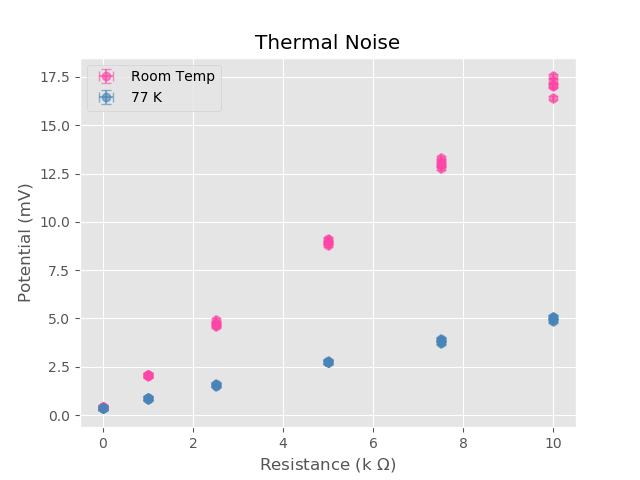 Thermal Noise
Room Temp
77 K
17.5
15.0
12.5
10.0
7.5
5.0
2.5
0.0
Potential (mV)
0 2 4 6 8 10
Resistance (k Ω)